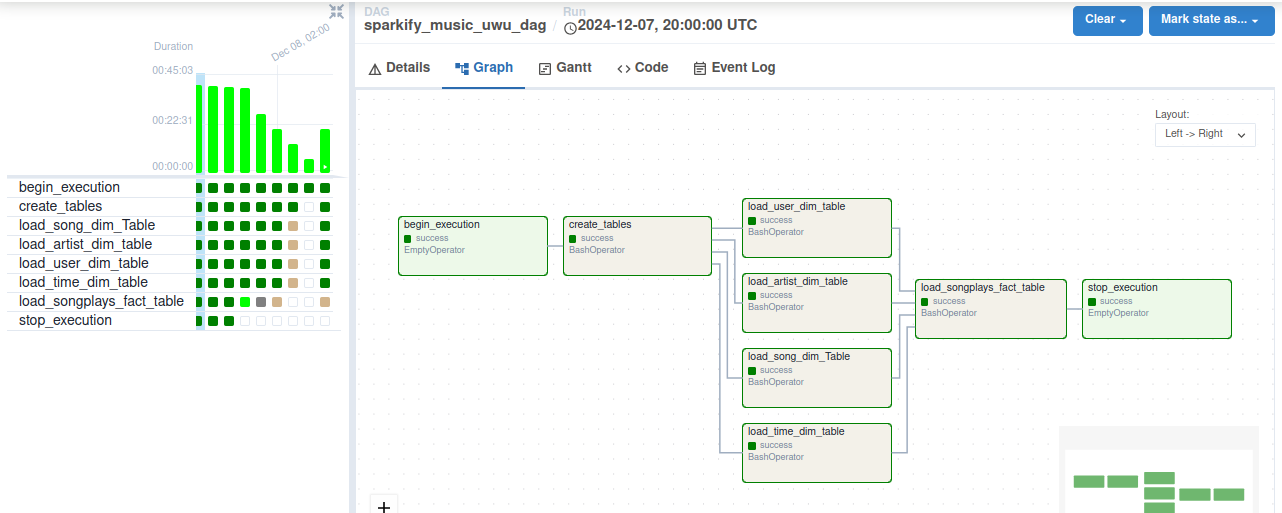 Duration
Dec 08, 02:00
00:45:03
00:22:31
00:00:00
begin_execution
create_tables
load_song_dim_Table
load_artist_dim_table
load_user_dim_table
load_time_dim_table
load_songplays_fact_table
stop_execution
DAG
sparkify_music_uwu_dag
/
Run
2024-12-07, 20:00:00 UTC
Clear
Mark state as...
Details
Graph
Gantt
Code
Event Log
Layout:
Left -> Right
begin_execution
success
EmptyOperator
create_tables
success
BashOperator
load_user_dim_table
success
BashOperator
load_artist_dim_table
success
BashOperator
load_song_dim_Table
success
BashOperator
load_time_dim_table
success
BashOperator
load_songplays_fact_table
success
BashOperator
stop_execution
success
EmptyOperator
+